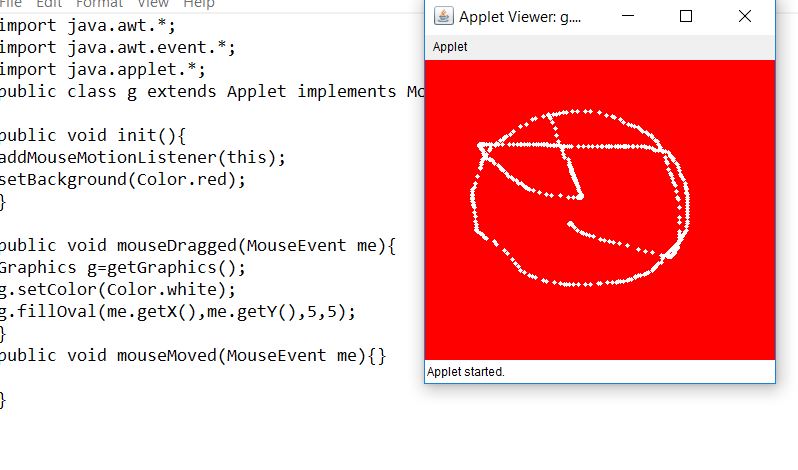 File Edit Format View Help
import java.awt.*;
import java.awt.event.*;
import java.applet.*;
public class g extends Applet implements
public void init(){
addMouseMotionListener(this);
setBackground(Color.red);
}
public void mouseDragged(MouseEvent me){
Graphics g=getGraphics();
g.setColor(Color.white);
g.fillOval(me.getX(),me.getY(),5,5);
}
public void mouseMoved(MouseEvent me){}
}
Applet Viewer: g....
Applet
Applet started.